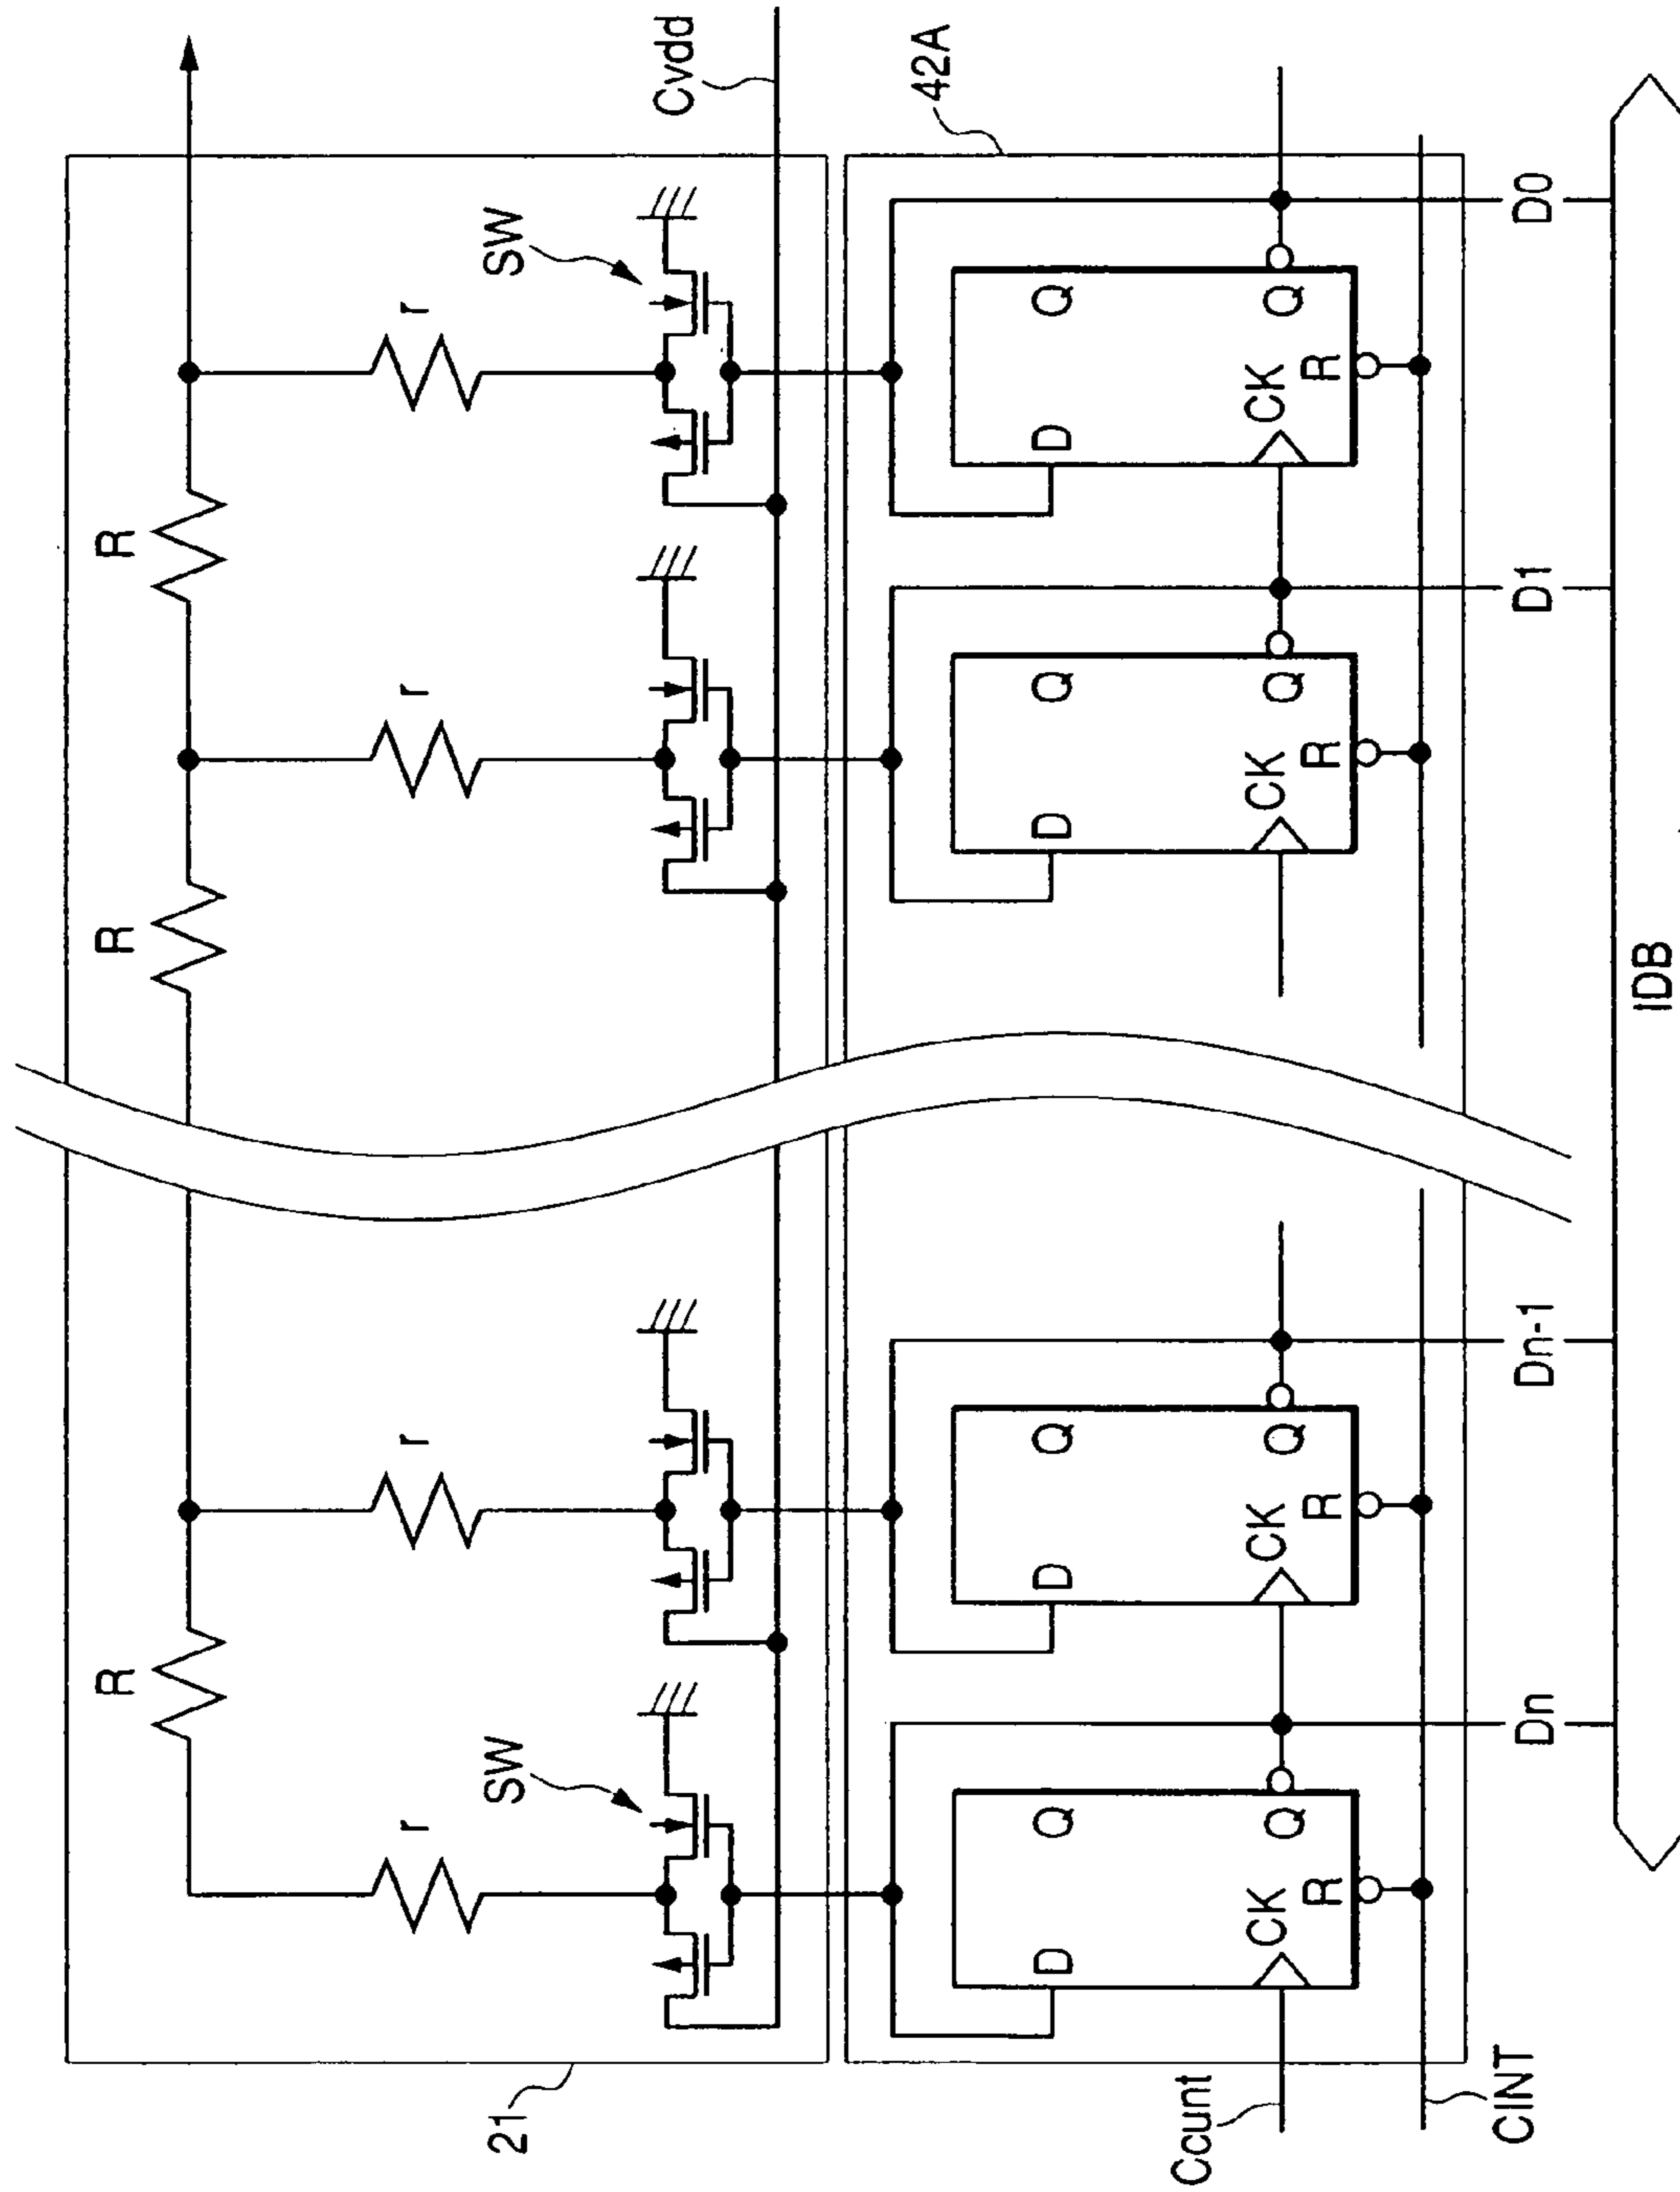 R R R
r r r r
SW SW
Cvdd
21
42A
D Q D Q D Q D Q
CK Q CK Q CK Q CK Q
R R R R
Ccunt
CINT
Dn Dn-1 D1 D0
IDB